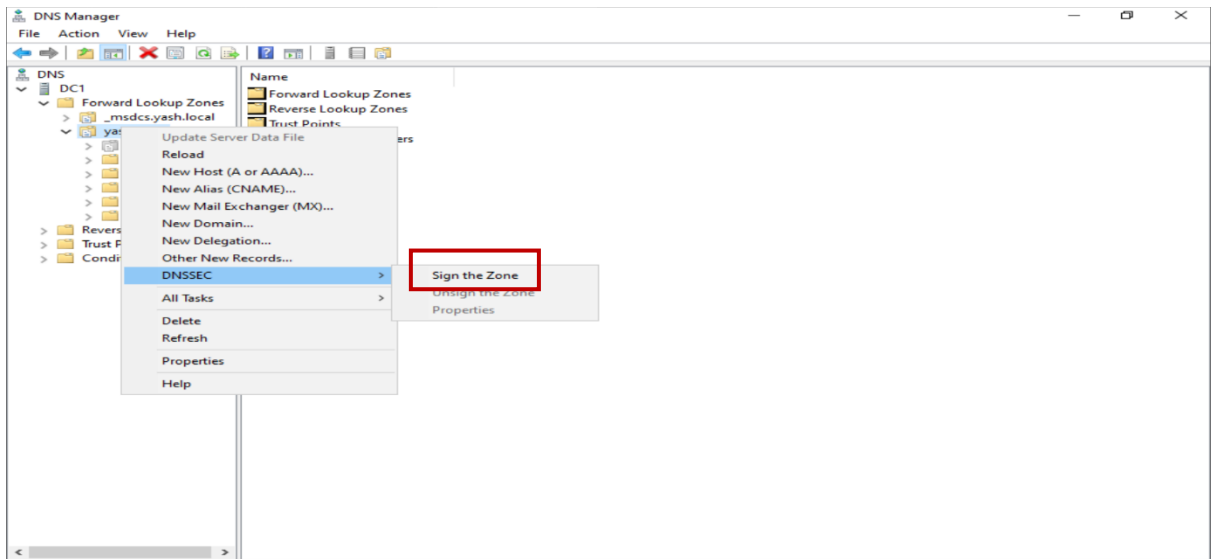 DNS Manager
File Action View Help
DNS
DC1
Forward Lookup Zones
_msdcs.yash.local
Revers
Trust P
Condi
Name
Forward Lookup Zones
Reverse Lookup Zones
Trust Points
ers
Update Server Data File
Reload
New Host (A or AAAA)...
New Alias (CNAME)...
New Mail Exchanger (MX)...
New Domain...
New Delegation...
Other New Records...
DNSSEC
All Tasks
Delete
Refresh
Properties
Help
Sign the Zone
Unsign the Zone
Properties